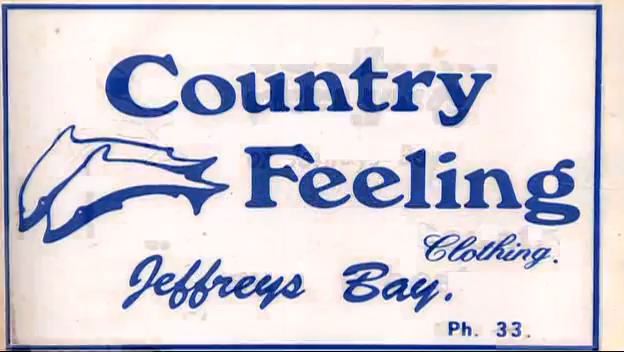 Country
Feeling
Clothing.
Jeffreys Bay.
Ph. 33.